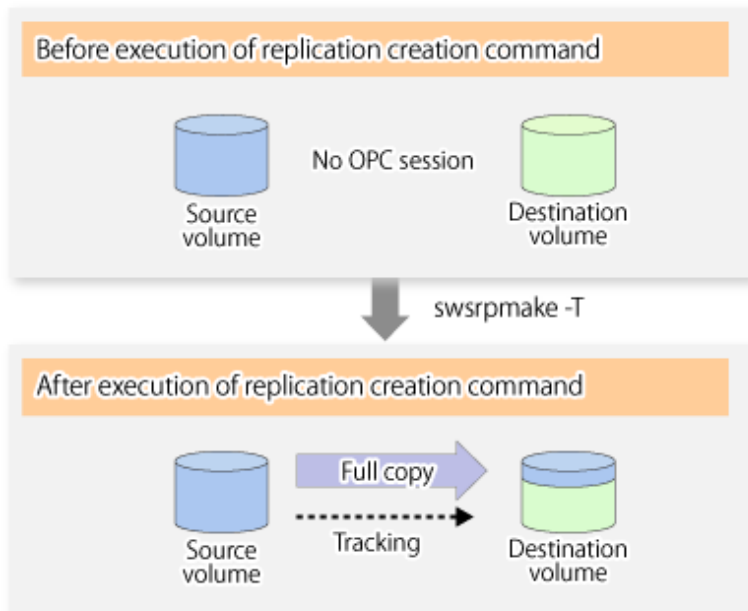 Before execution of replication creation command
No OPC session
Source
volume
Destination
volume
swsrpmake -T
After execution of replication creation command
Full copy
Tracking
Source
volume
Destination
volume